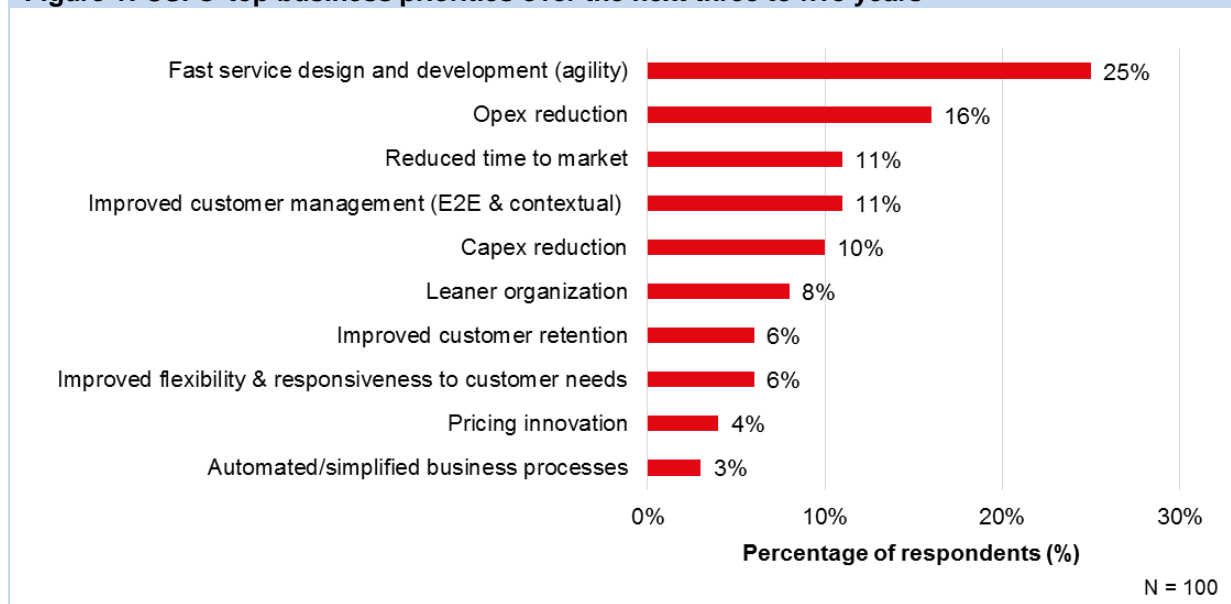 Fast service design and development (agility) 25%
Opex reduction 16%
Reduced time to market 11%
Improved customer management (E2E & contextual) 11%
Capex reduction 10%
Leaner organization 8%
Improved customer retention 6%
Improved flexibility & responsiveness to customer needs 6%
Pricing innovation 4%
Automated/simplified business processes 3%
0% 10% 20% 30%
Percentage of respondents (%)
N = 100